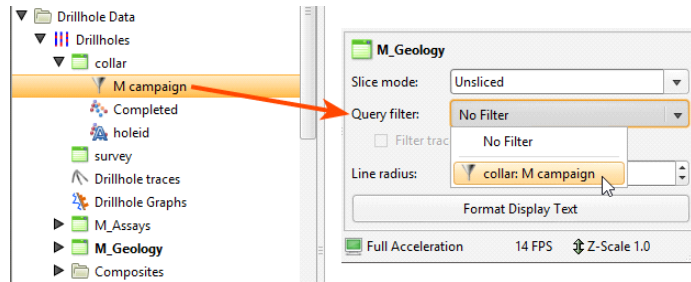 Drillhole Data
Drillholes
collar
M campaign
Completed
holeid
survey
Drillhole traces
Drillhole Graphs
M_Assays
M_Geology
Composites
M_Geology
Slice mode: Unsliced
Query filter: No Filter
Filter trac
No Filter
Line radius:
collar: M campaign
Format Display Text
Full Acceleration 14 FPS Z-Scale 1.0